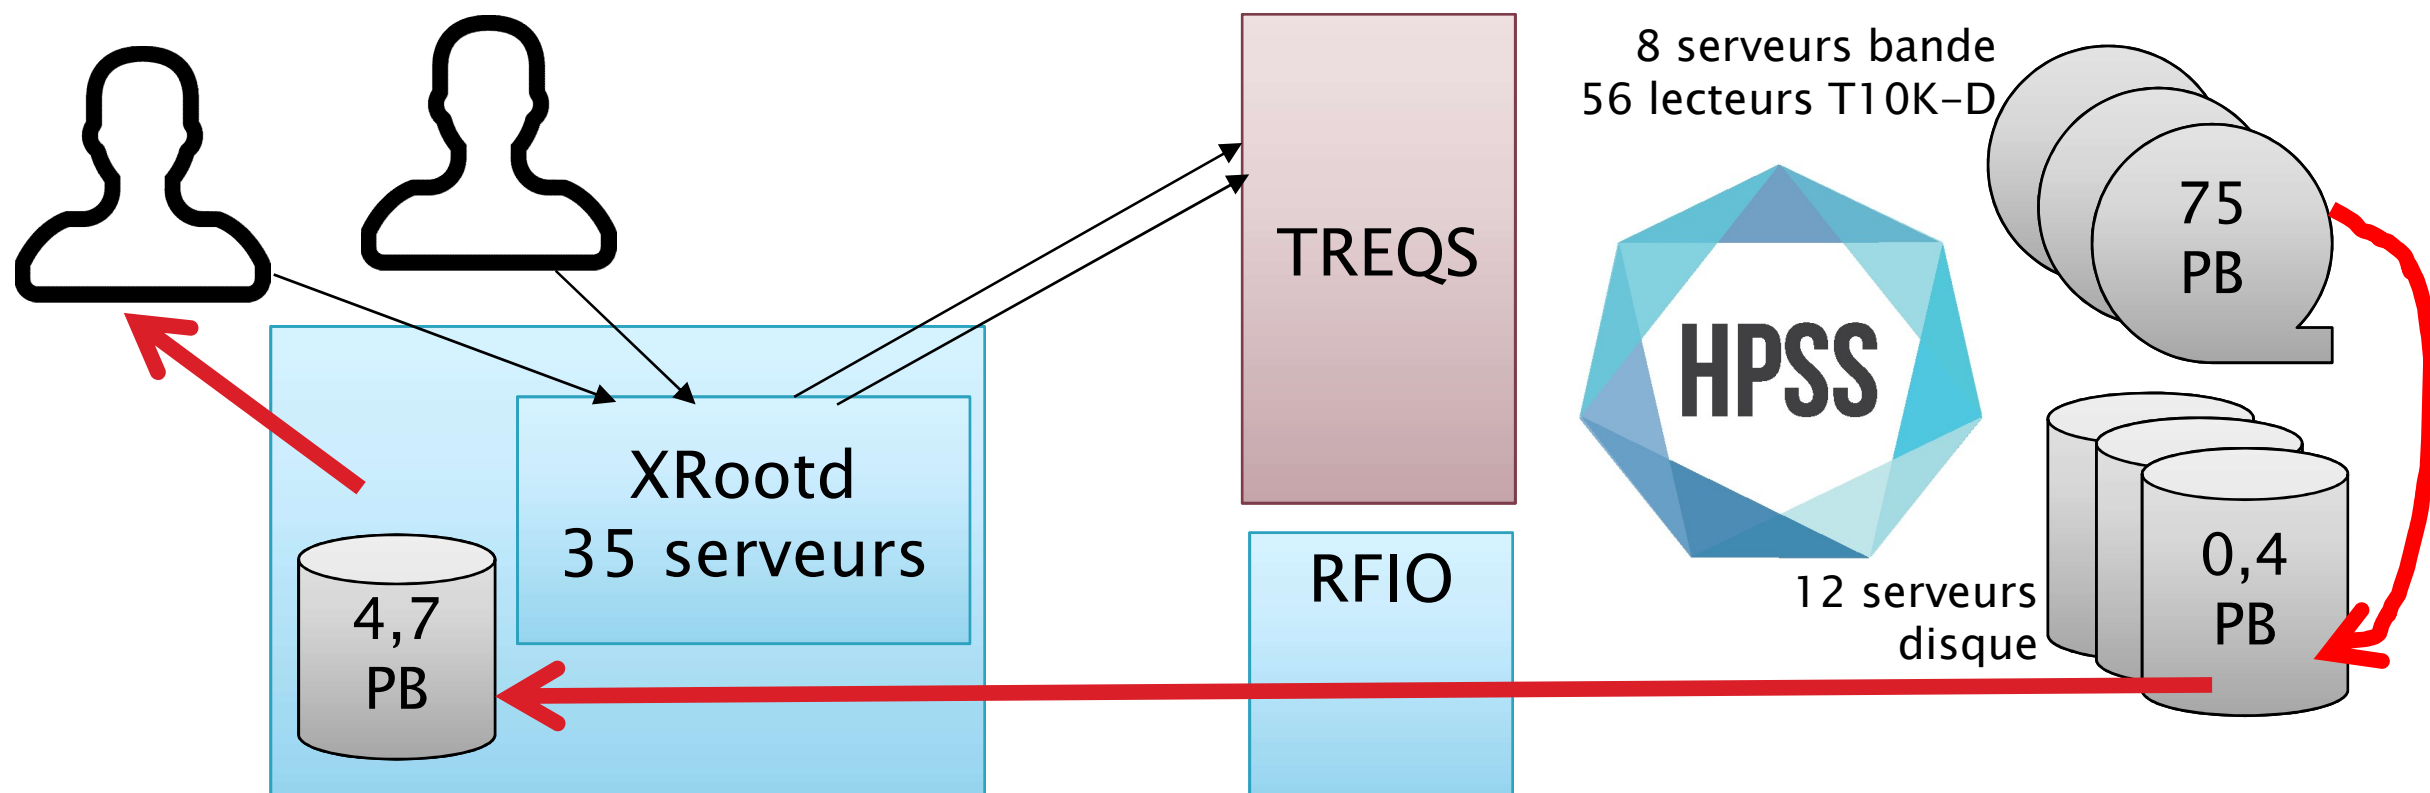 8 serveurs bande
56 lecteurs T10K-D
75
PB
TREQS
HPSS
XRootd
35 serveurs
4,7
PB
RFIO
12 serveurs
disque
0,4
PB